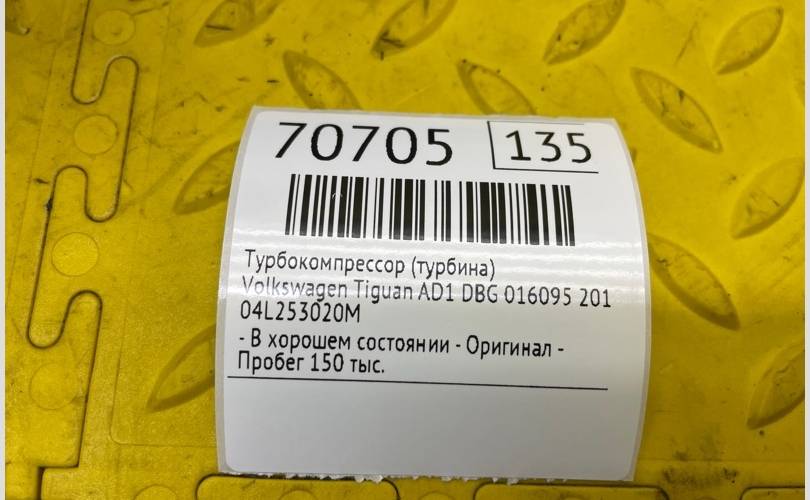 70705 135
Турбокомпрессор (турбина)
Volkswagen Tiguan AD1 DBG 016095 201
04L253020M
- В хорошем состоянии - Оригинал -
Пробег 150 тыс.